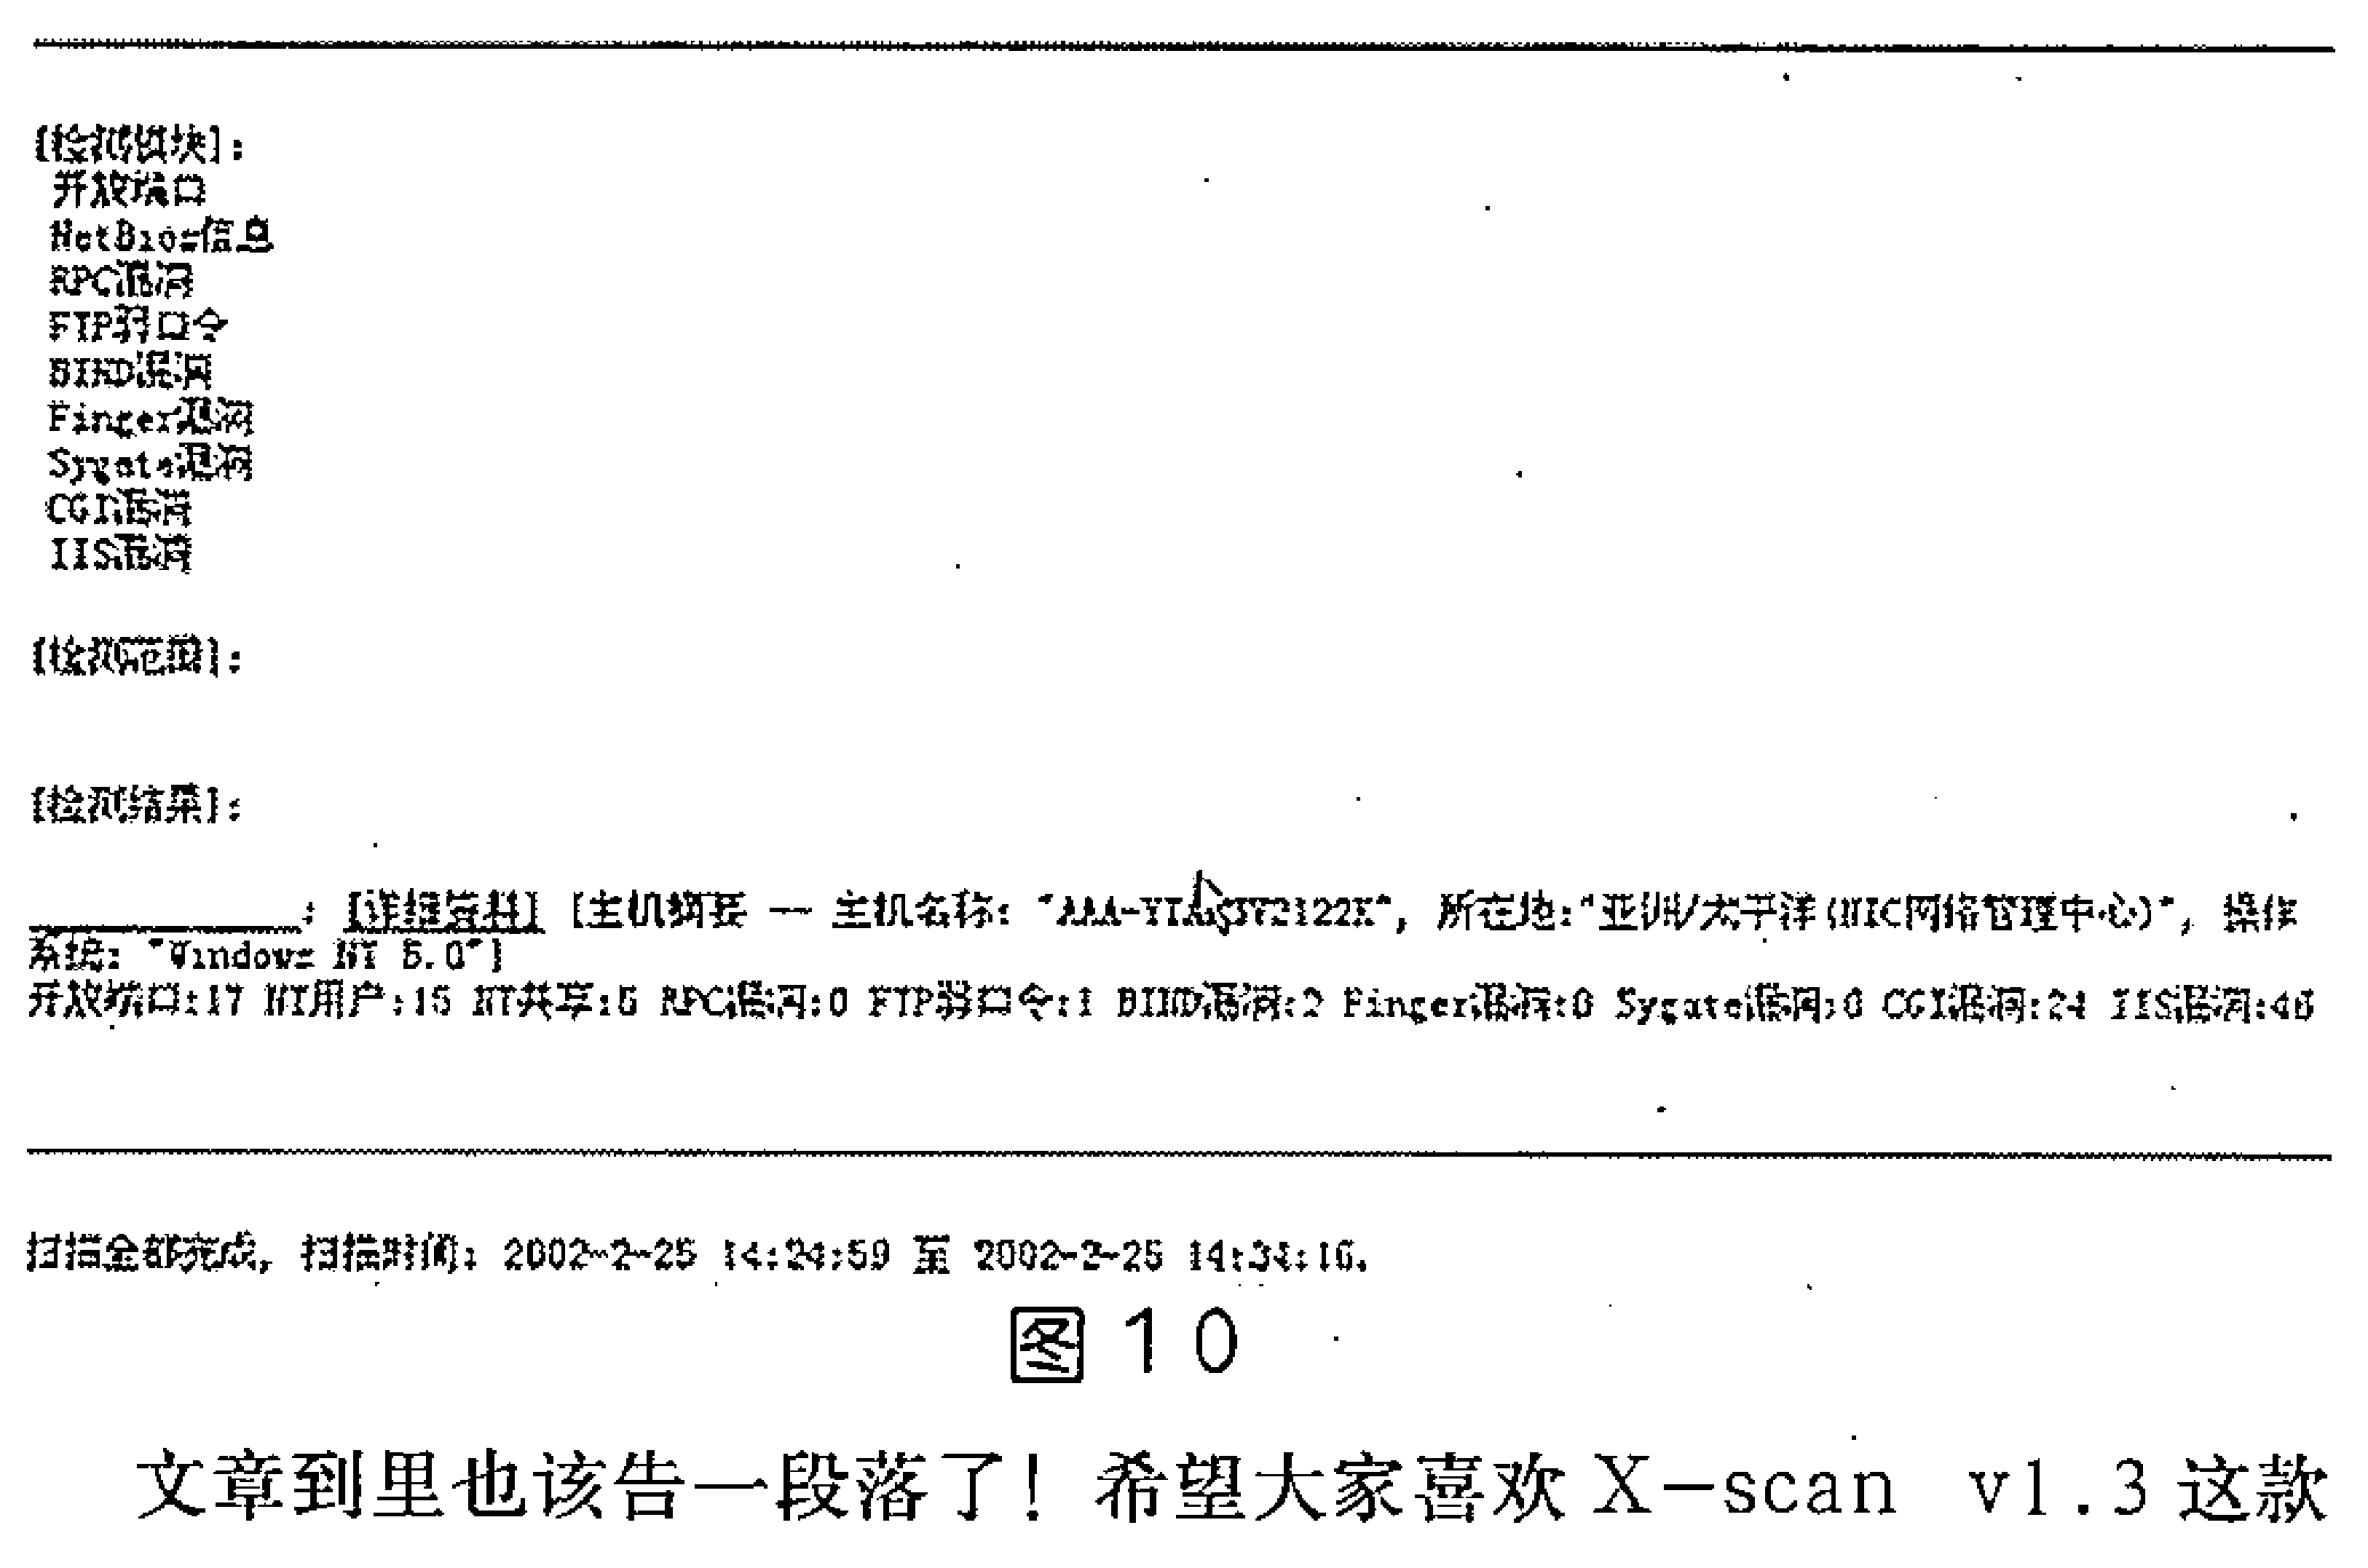 [检测模块]:
开放端口
NetBios信息
RPC漏洞
FTP弱口令
BIND漏洞
Finger漏洞
Sygate漏洞
CGI漏洞
IIS漏洞
[检测范围]:
[检测结果]:
: [详细资料] [主机摘要 -- 主机名称: " ", 所在地:"亚洲/太平洋(NIC网络管理中心)", 操作
系统: "Windows NT 5.0"]
开放端口:17 NT用户:15 NT共享:5 RPC漏洞:0 FTP弱口令:1 BIND漏洞:2 Finger漏洞:0 Sygate漏洞:0 CGI漏洞:24 IIS漏洞:
扫描全部完成, 扫描时间: 2002-2-25 14:24:59 至 2002-2-25 14:34:16.
图10
文章到里也该告一段落了！希望大家喜欢 X-scan v1.3 这款